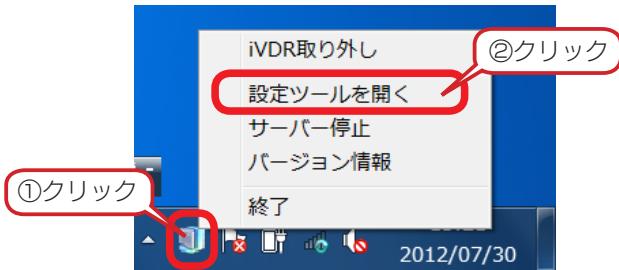 iVDR取り外し
②クリック
設定ツールを開く
サーバー停止
バージョン情報
①クリック
終了
2012/07/30